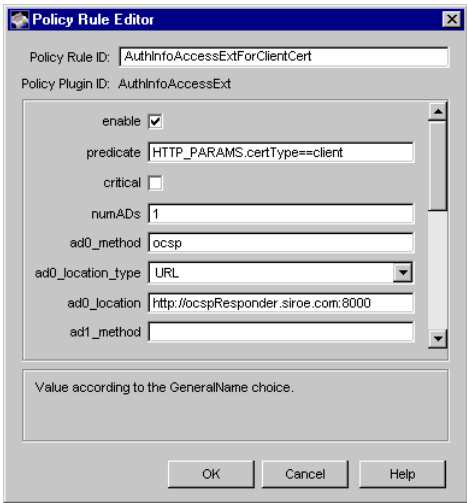 Policy Rule Editor
Policy Rule ID: AuthInfoAccessExtForClientCert
Policy Plugin ID: AuthInfoAccessExt
enable
predicate HTTP_PARAMS.certType==client
critical
numADs 1
ad0_method ocsp
ad0_location_type URL
ad0_location http://ocspResponder.siroe.com:8000
ad1_method
Value according to the GeneralName choice.
OK Cancel Help